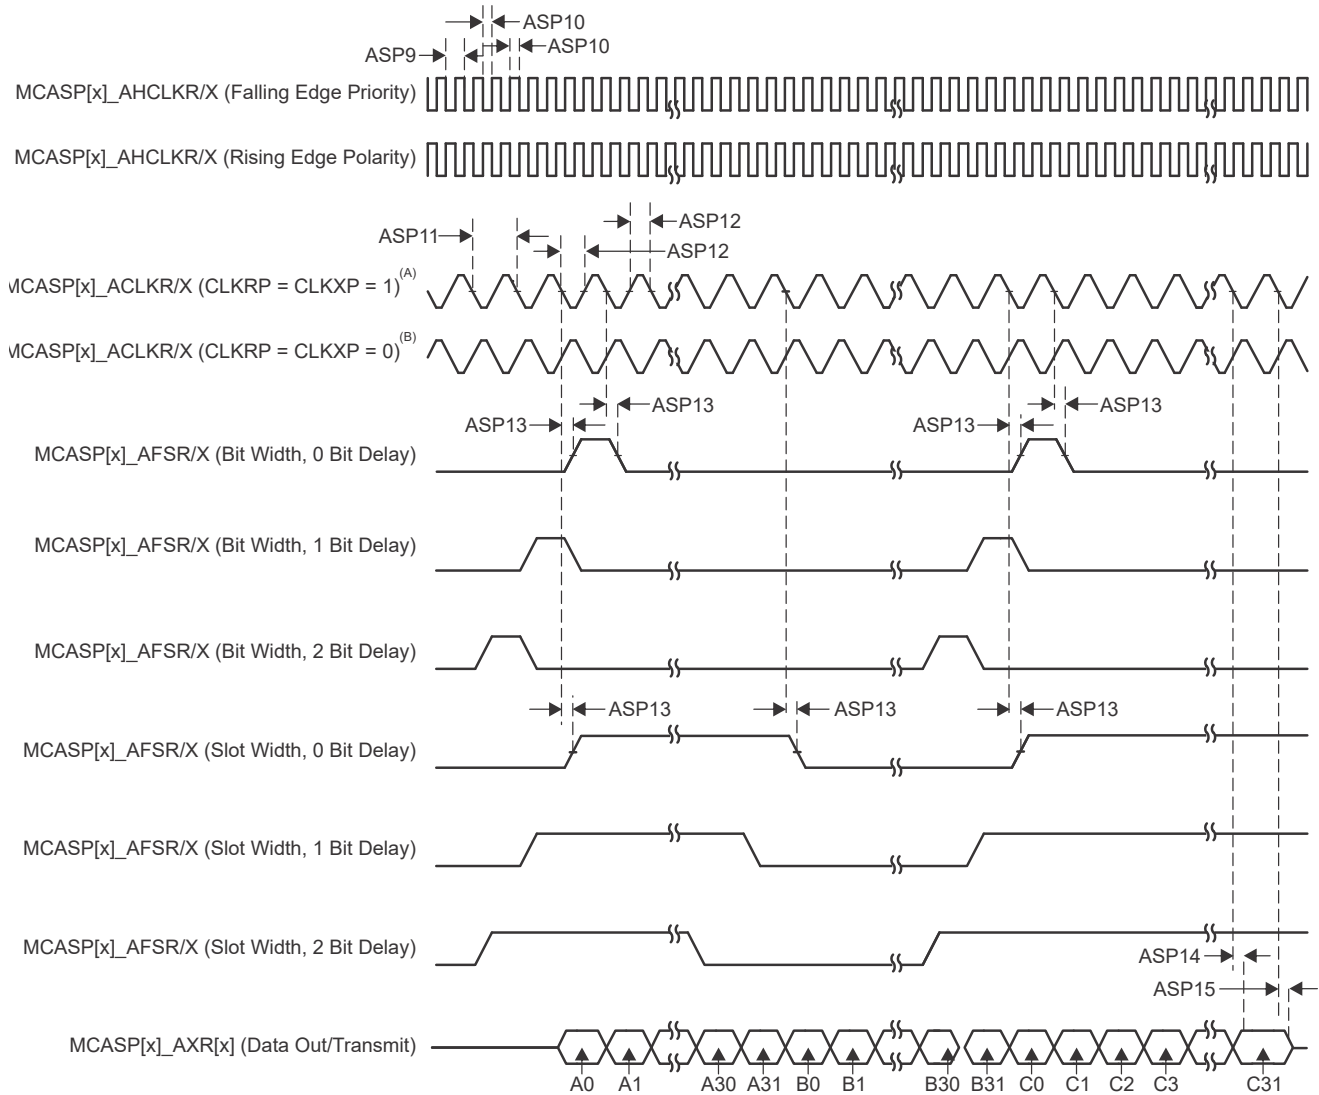 ASP10
ASP9
ASP10
MCASP[x]_AHCLKR/X (Falling Edge Priority)
MCASP[x]_AHCLKR/X (Rising Edge Polarity)
ASP12
ASP11
ASP12
MCASP[x]_ACLKR/X (CLKRP = CLKXP = 1)(A)
MCASP[x]_ACLKR/X (CLKRP = CLKXP = 0)(B)
ASP13 ASP13
ASP13 ASP13
MCASP[x]_AFSR/X (Bit Width, 0 Bit Delay)
MCASP[x]_AFSR/X (Bit Width, 1 Bit Delay)
MCASP[x]_AFSR/X (Bit Width, 2 Bit Delay)
ASP13 ASP13 ASP13
MCASP[x]_AFSR/X (Slot Width, 0 Bit Delay)
MCASP[x]_AFSR/X (Slot Width, 1 Bit Delay)
MCASP[x]_AFSR/X (Slot Width, 2 Bit Delay)
ASP14
ASP15
MCASP[x]_AXR[x] (Data Out/Transmit)
A0 A1 A30 A31 B0 B1 B30 B31 C0 C1 C2 C3 C31